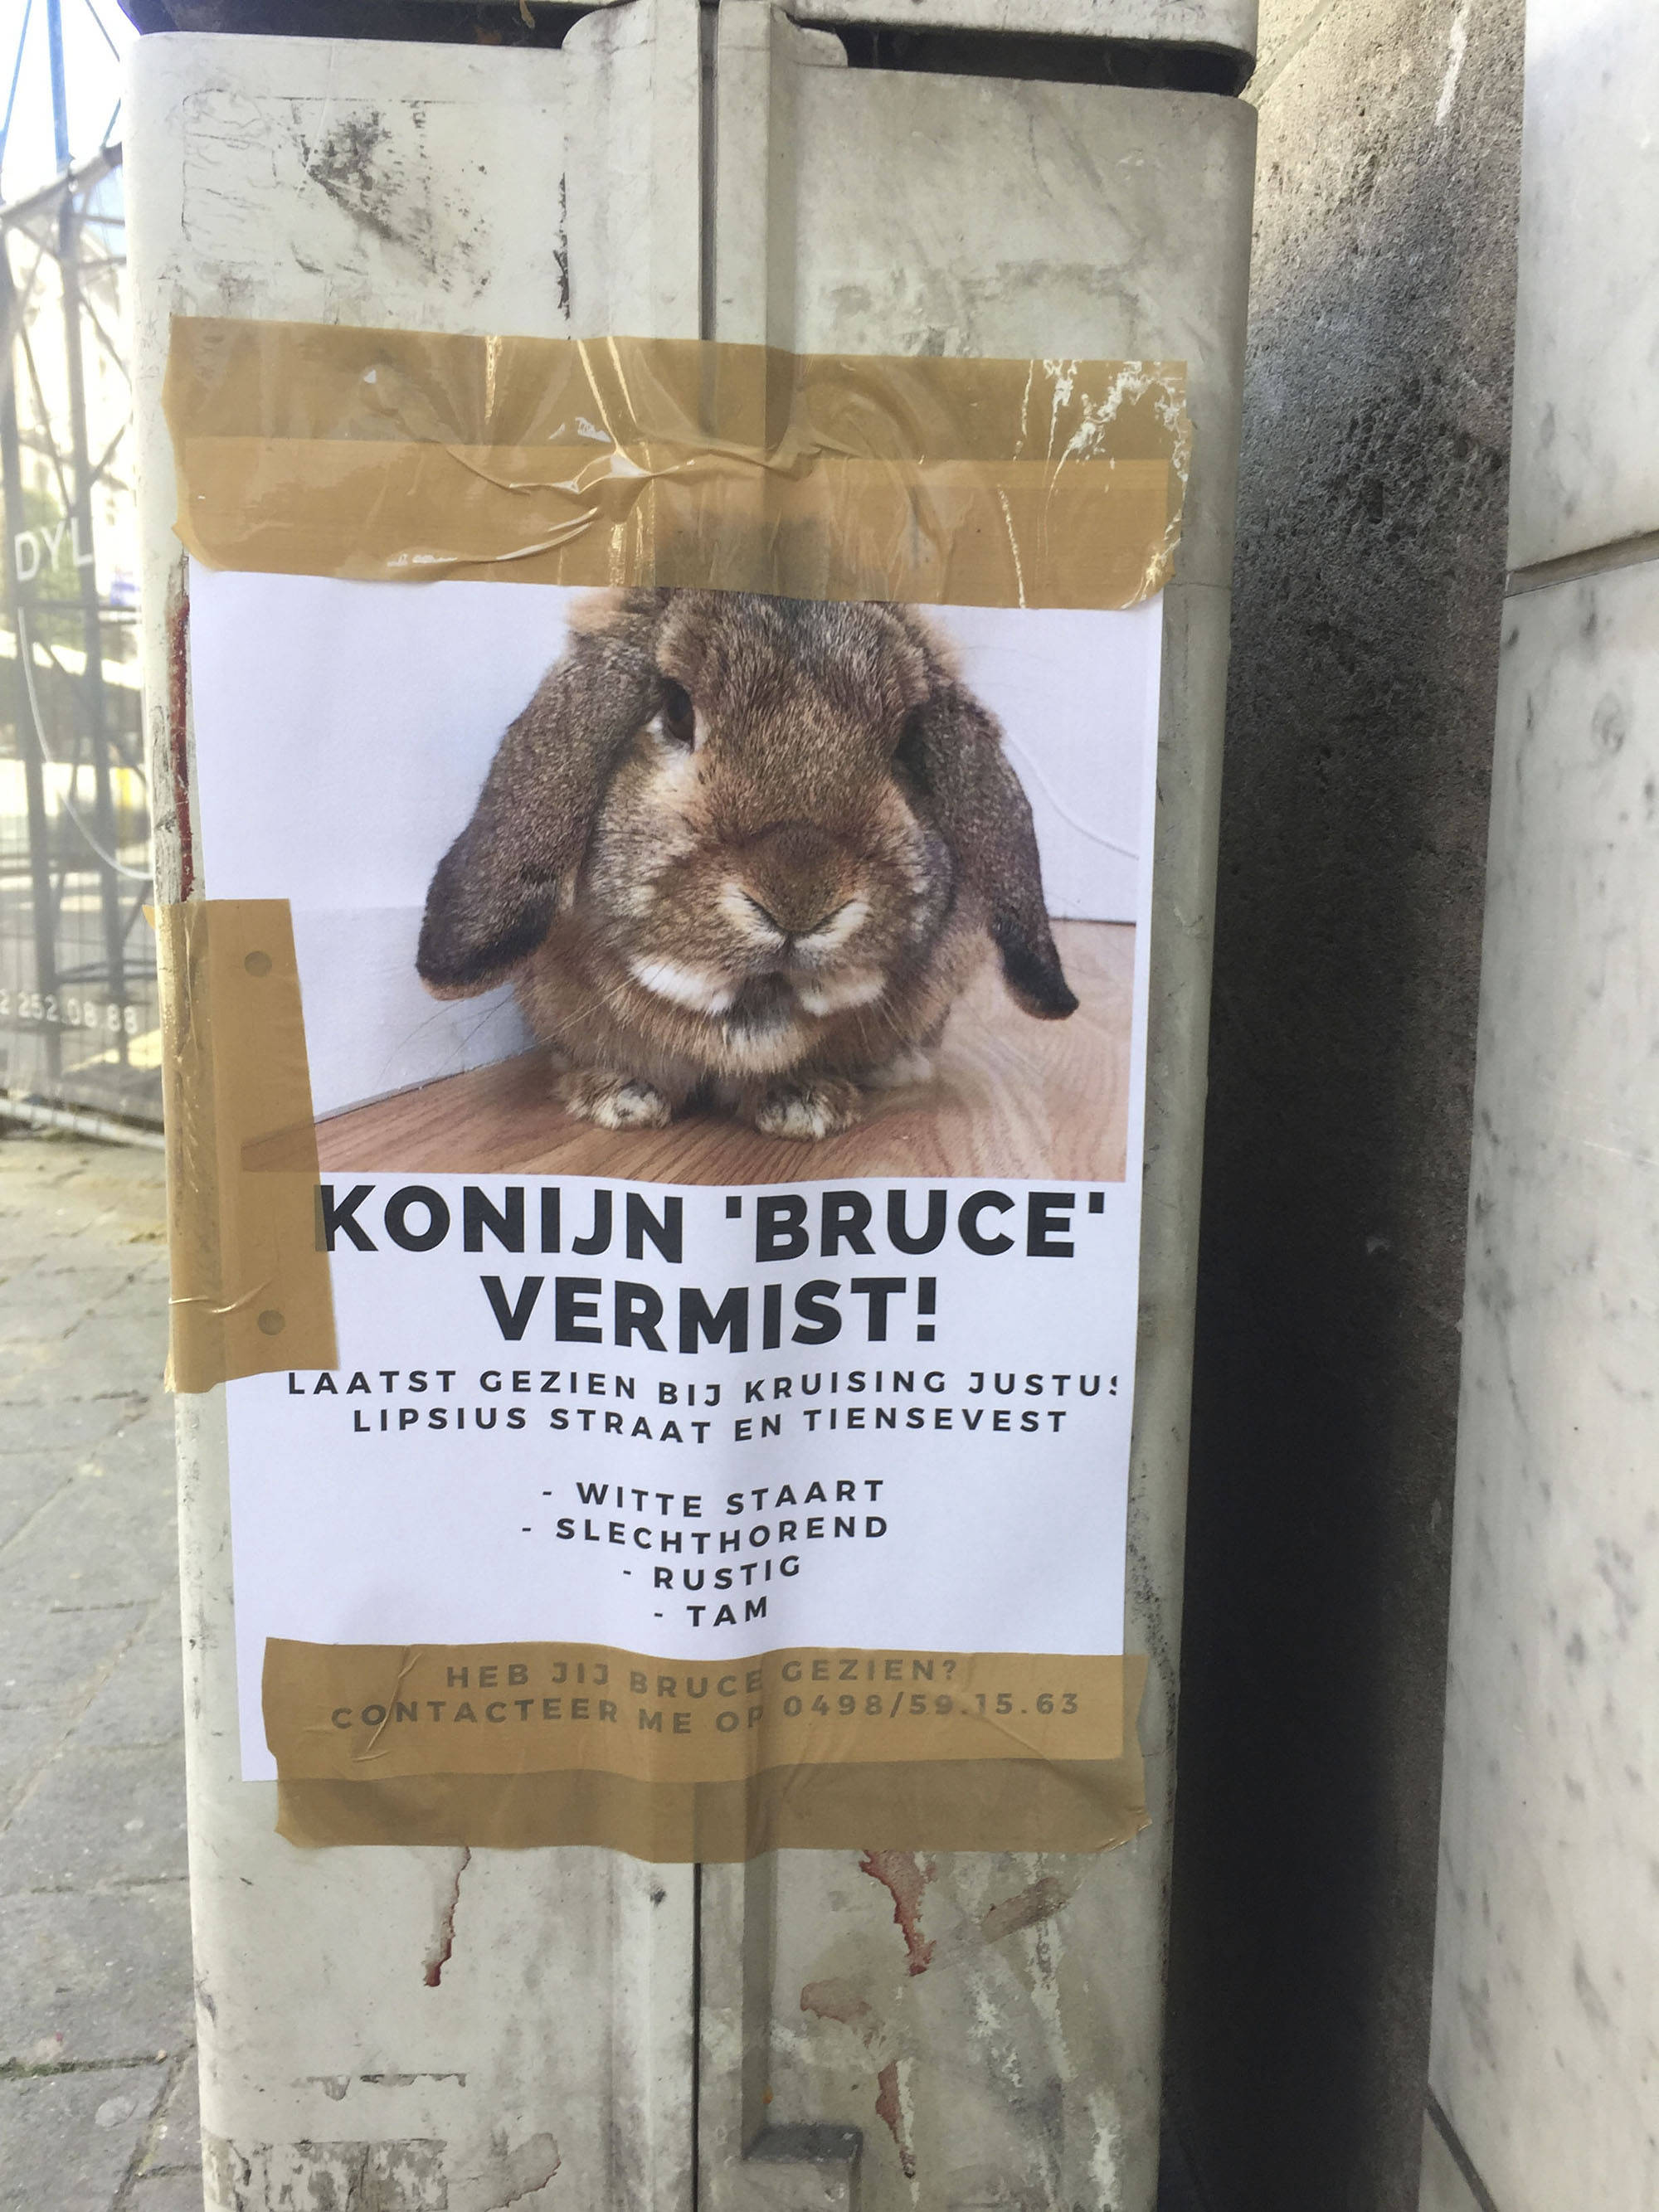 DYL
2 252.08.88
KONIJN 'BRUCE'
VERMIST!
LAATST GEZIEN BIJ KRUISING JUSTUS
LIPSIUS STRAAT EN TIENSEVEST
- WITTE STAART
- SLECHTHOREND
- RUSTIG
- TAM
HEB JIJ BRUCE GEZIEN?
CONTACTEER ME OP 0498/59.15.63